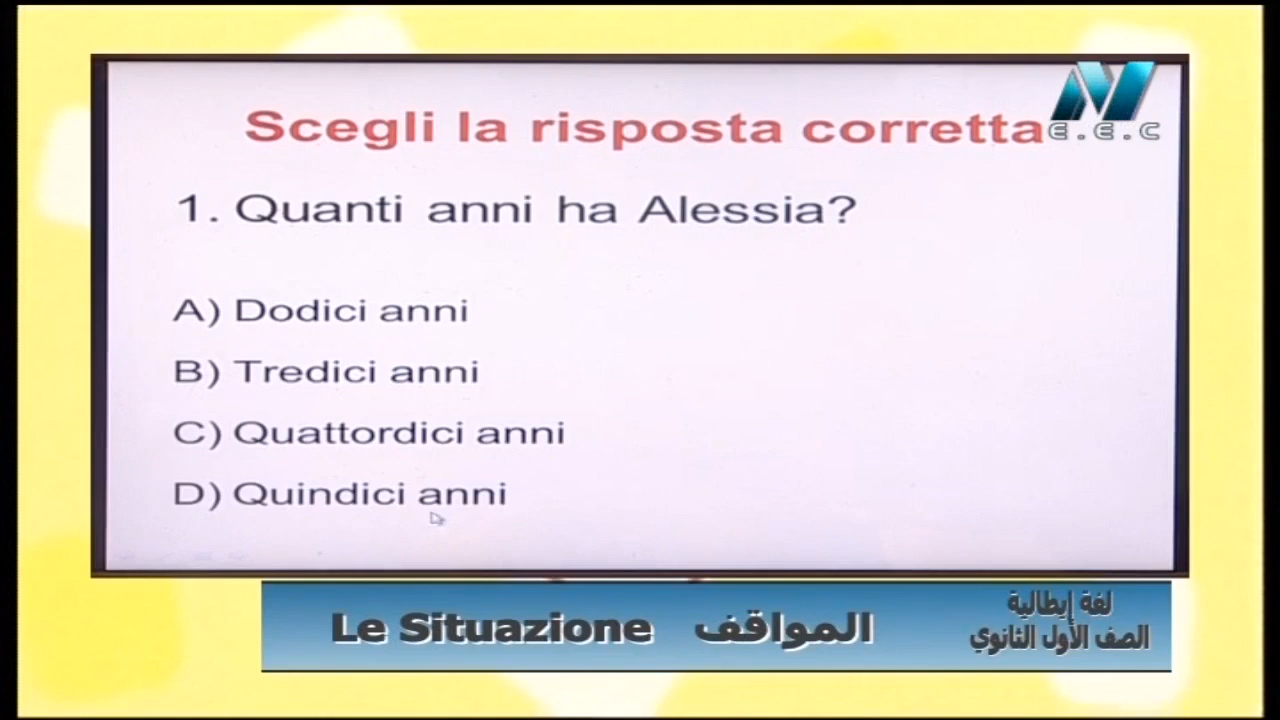 Scegli la risposta corretta
E.E.C
1. Quanti anni ha Alessia?
A) Dodici anni
B) Tredici anni
C) Quattordici anni
D) Quindici anni
Le Situazione المواقف
لغة إيطالية
الصف الأول الثانوي